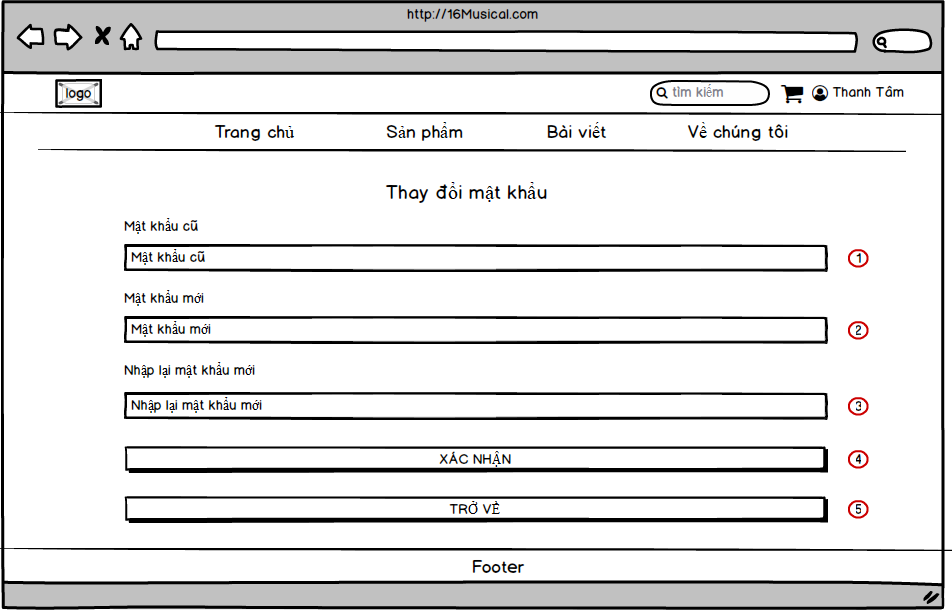 http://16Musical.com
logo
tìm kiếm
Thanh Tâm
Trang chủ Sản phẩm Bài viết Về chúng tôi
Thay đổi mật khẩu
Mật khẩu cũ
Mật khẩu cũ 1
Mật khẩu mới
Mật khẩu mới 2
Nhập lại mật khẩu mới
Nhập lại mật khẩu mới 3
XÁC NHẬN 4
TRỞ VỀ 5
Footer